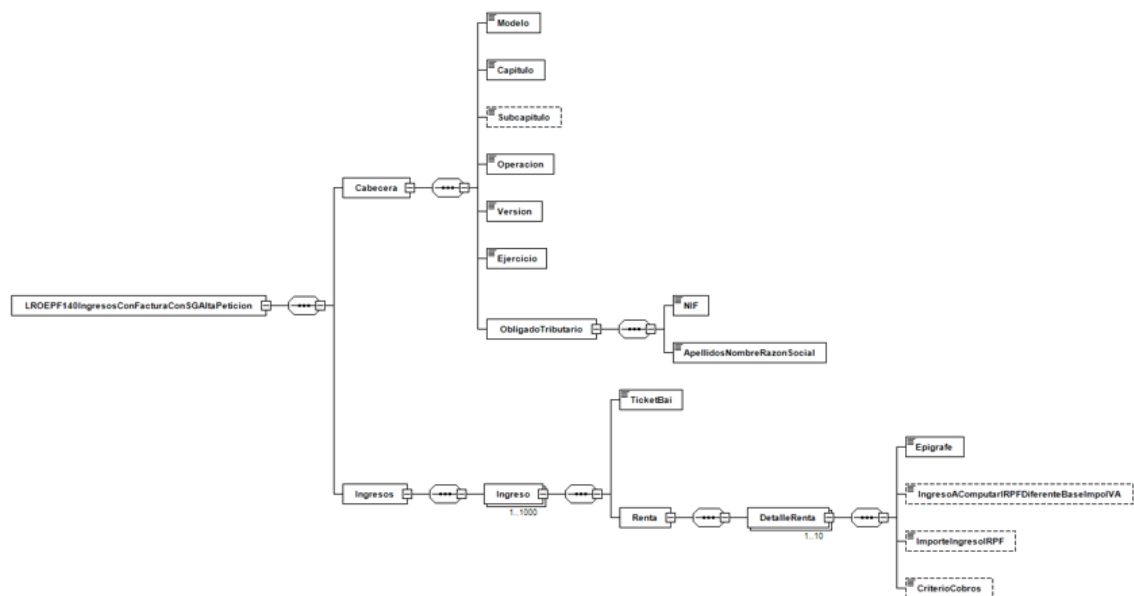 Modelo
Capitulo
Subcapitulo
Operacion
Version
Ejercicio
Cabecera
LROEPF140IngresosConFacturaConSGAltaPeticion
ObligadoTributario
NIF
ApellidosNombreRazonSocial
TicketBai
Ingresos
Ingreso
1..1000
Renta
DetalleRenta
1..10
Epigrafe
IngresoAComputarIRPFDiferenteBaseImpoIVA
ImporteIngresoIRPF
CriterioCobros